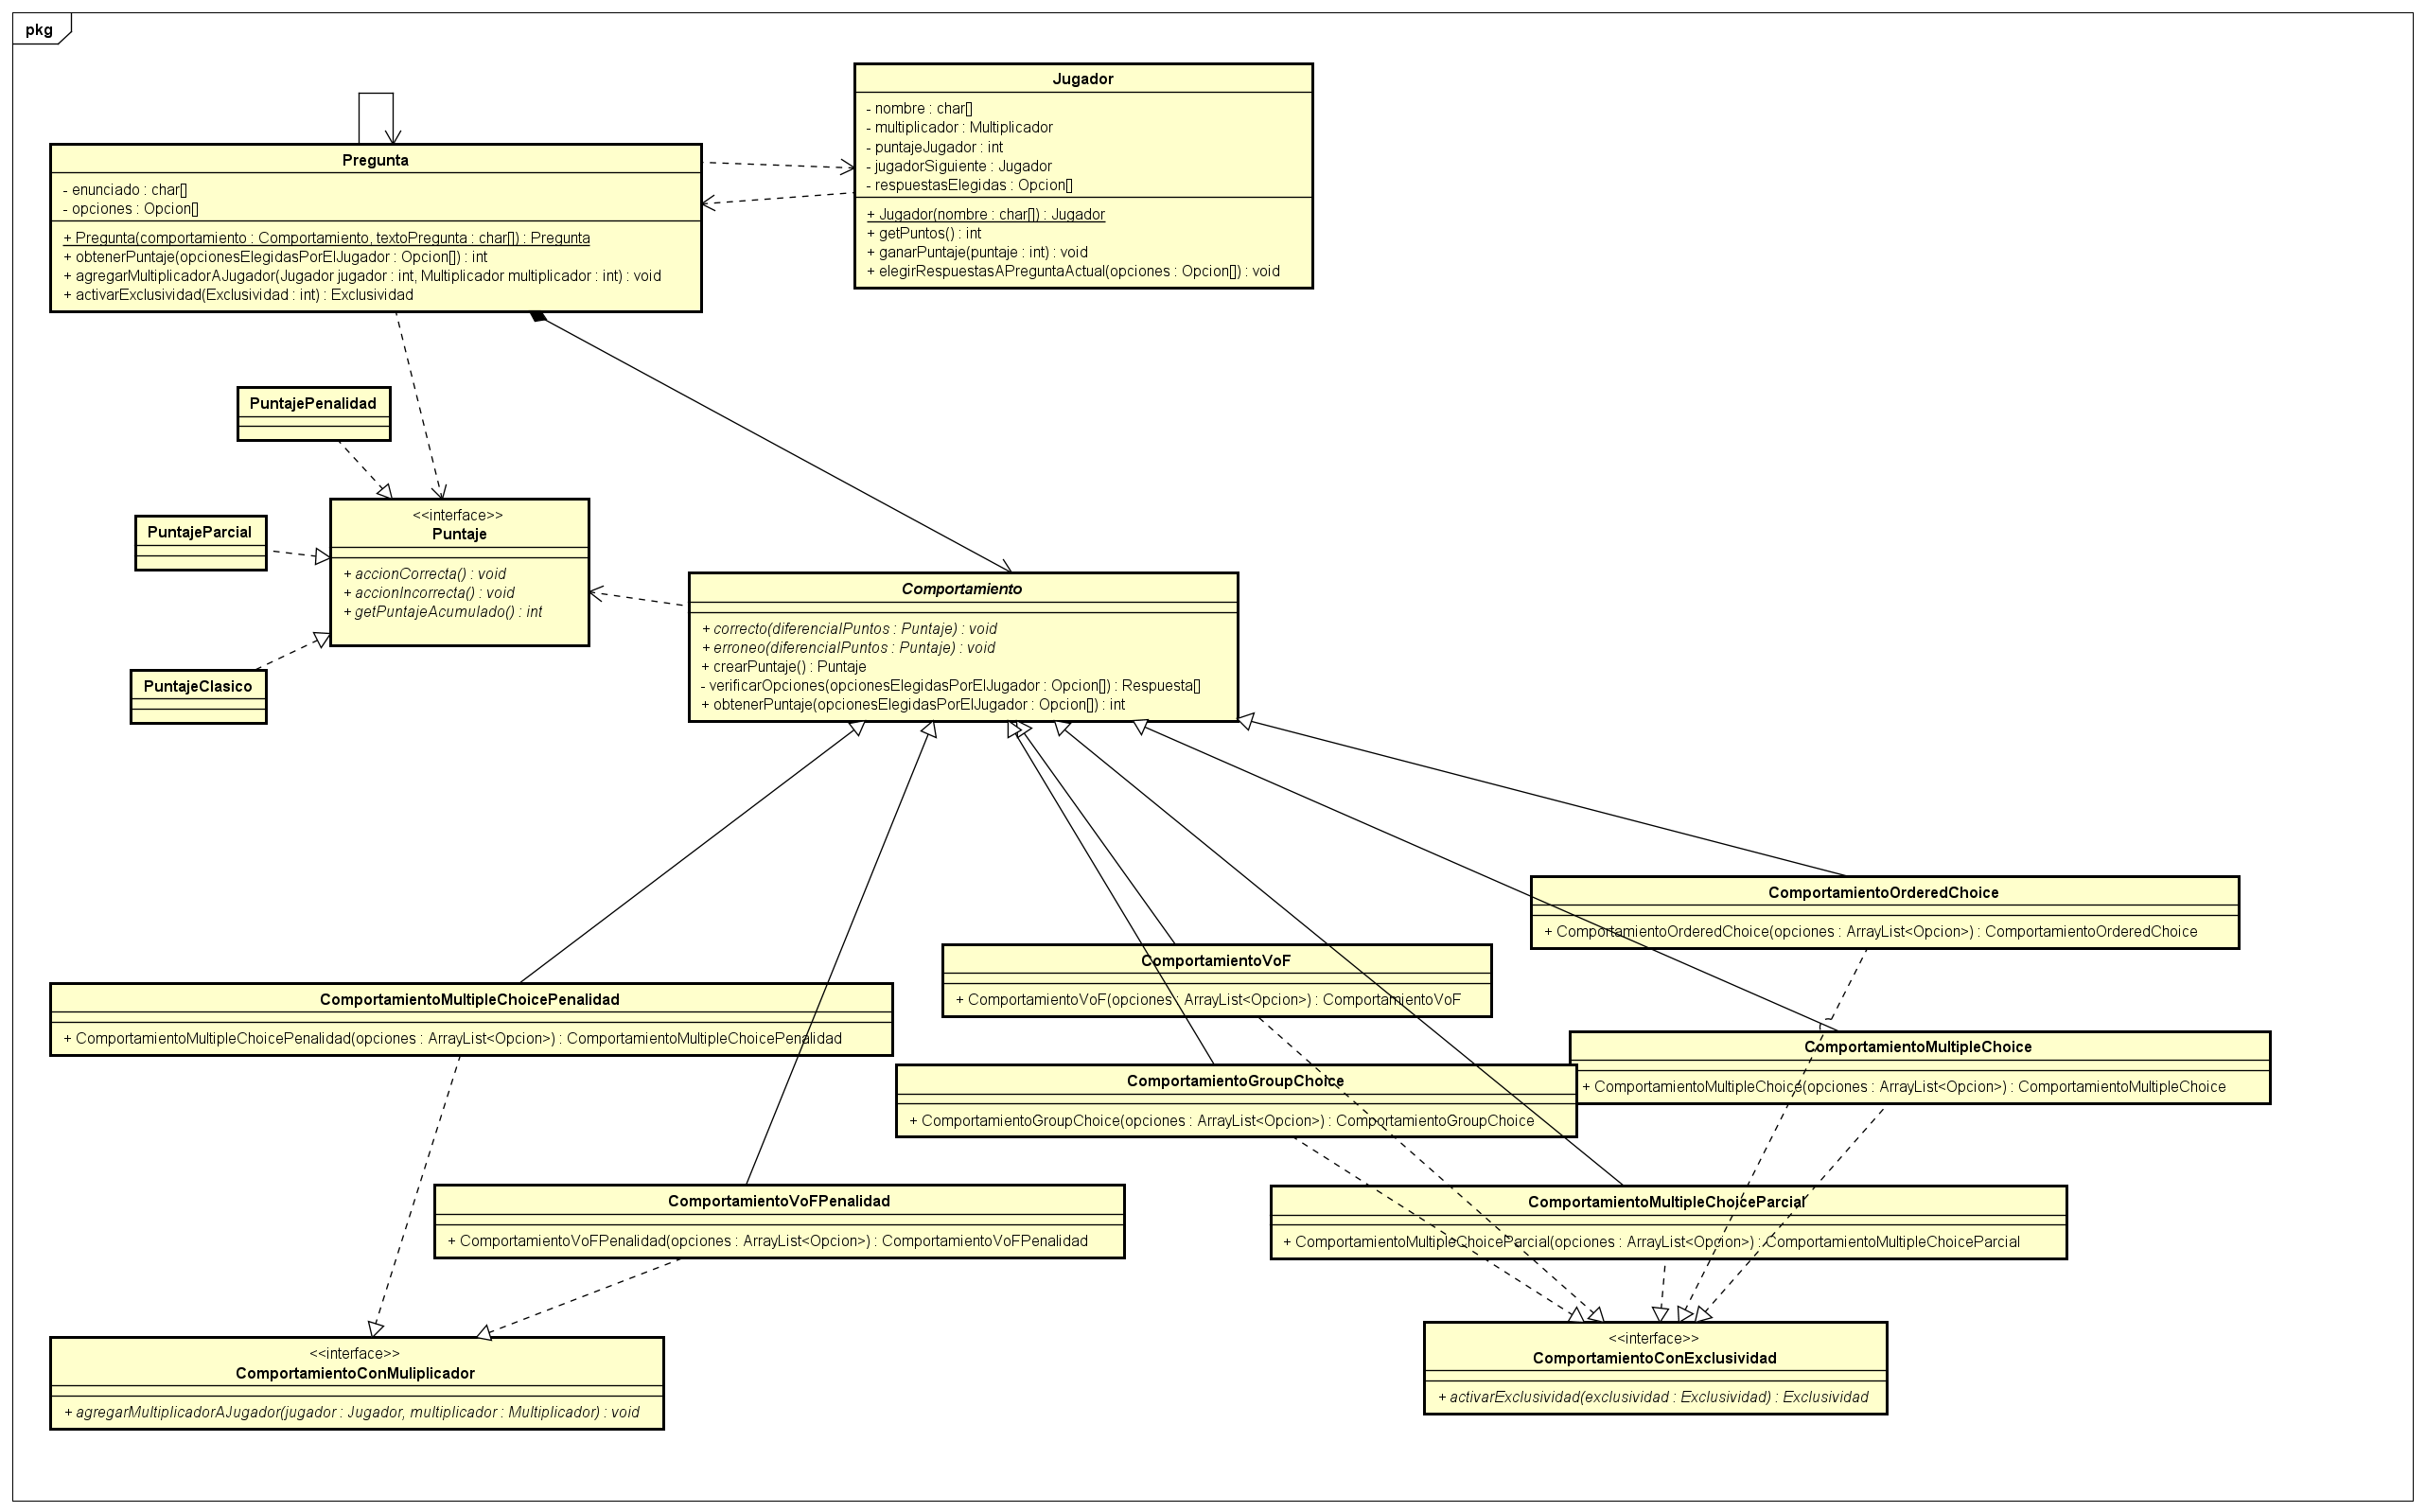 pkg
Jugador
- nombre : char[]
- multiplicador : Multiplicador
- puntajeJugador : int
- jugadorSiguiente : Jugador
- respuestasElegidas : Opcion[]
+ Jugador(nombre : char[]) : Jugador
+ getPuntos() : int
+ ganarPuntaje(puntaje : int) : void
+ elegirRespuestasAPreguntaActual(opciones : Opcion[]) : void
Pregunta
- enunciado : char[]
- opciones : Opcion[]
+ Pregunta(comportamiento : Comportamiento, textoPregunta : char[]) : Pregunta
+ obtenerPuntaje(opcionesElegidasPorElJugador : Opcion[]) : int
+ agregarMultiplicadorAJugador(Jugador jugador : int, Multiplicador multiplicador : int) : void
+ activarExclusividad(Exclusividad : int) : Exclusividad
PuntajePenalidad
PuntajeParcial
<<interface>>
Puntaje
+ accionCorrecta() : void
+ accionIncorrecta() : void
+ getPuntajeAcumulado() : int
PuntajeClasico
Comportamiento
+ correcto(diferencialPuntos : Puntaje) : void
+ erroneo(diferencialPuntos : Puntaje) : void
+ crearPuntaje() : Puntaje
- verificarOpciones(opcionesElegidasPorElJugador : Opcion[]) : Respuesta[]
+ obtenerPuntaje(opcionesElegidasPorElJugador : Opcion[]) : int
ComportamientoOrderedChoice
+ ComportamientoOrderedChoice(opciones : ArrayList<Opcion>) : ComportamientoOrderedChoice
ComportamientoVoF
+ ComportamientoVoF(opciones : ArrayList<Opcion>) : ComportamientoVoF
ComportamientoMultipleChoicePenalidad
+ ComportamientoMultipleChoicePenalidad(opciones : ArrayList<Opcion>) : ComportamientoMultipleChoicePenalidad
ComportamientoMultipleChoice
+ ComportamientoMultipleChoice(opciones : ArrayList<Opcion>) : ComportamientoMultipleChoice
ComportamientoGroupChoice
+ ComportamientoGroupChoice(opciones : ArrayList<Opcion>) : ComportamientoGroupChoice
ComportamientoVoFPenalidad
+ ComportamientoVoFPenalidad(opciones : ArrayList<Opcion>) : ComportamientoVoFPenalidad
ComportamientoMultipleChoiceParcial
+ ComportamientoMultipleChoiceParcial(opciones : ArrayList<Opcion>) : ComportamientoMultipleChoiceParcial
<<interface>>
ComportamientoConMuliplicador
+ agregarMultiplicadorAJugador(jugador : Jugador, multiplicador : Multiplicador) : void
<<interface>>
ComportamientoConExclusividad
+ activarExclusividad(exclusividad : Exclusividad) : Exclusividad